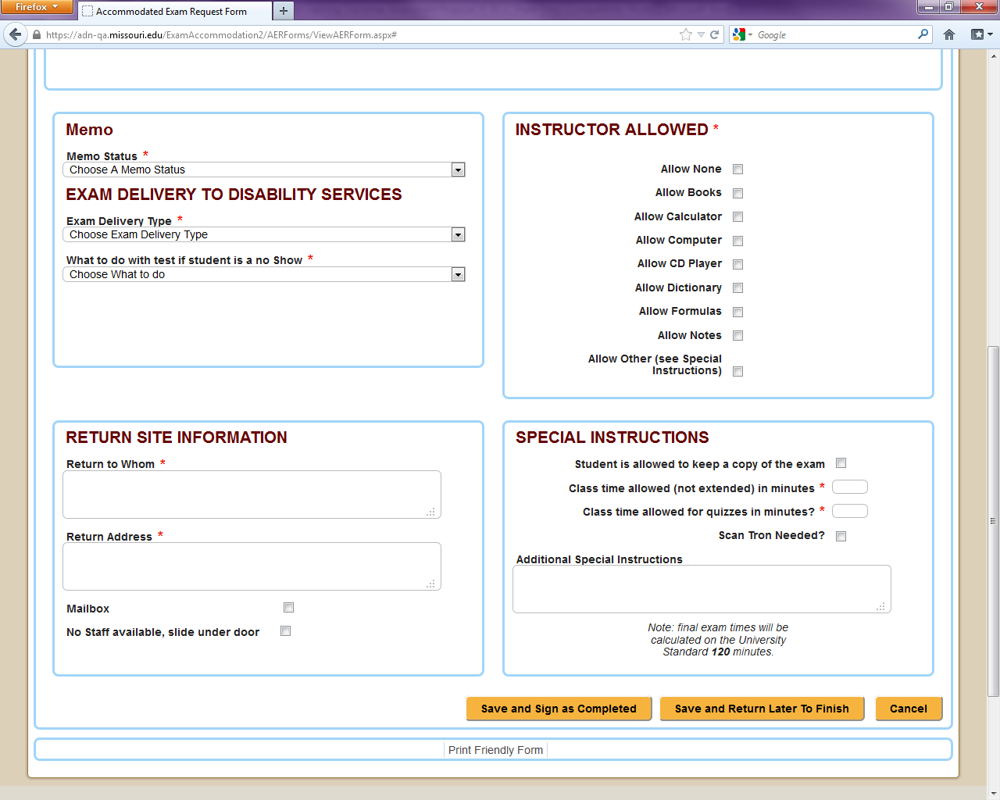 Firefox
Accommodated Exam Request Form
https://adn-qa.missouri.edu/ExamAccommodation2/AERForms/ViewAERForm.aspx#
Google
Memo
Memo Status *
Choose A Memo Status
EXAM DELIVERY TO DISABILITY SERVICES
Exam Delivery Type *
Choose Exam Delivery Type
What to do with test if student is a no Show *
Choose What to do
INSTRUCTOR ALLOWED *
Allow None
Allow Books
Allow Calculator
Allow Computer
Allow CD Player
Allow Dictionary
Allow Formulas
Allow Notes
Allow Other (see Special
Instructions)
RETURN SITE INFORMATION
Return to Whom *
Return Address *
Mailbox
No Staff available, slide under door
SPECIAL INSTRUCTIONS
Student is allowed to keep a copy of the exam
Class time allowed (not extended) in minutes *
Class time allowed for quizzes in minutes? *
Scan Tron Needed?
Additional Special Instructions
Note: final exam times will be
calculated on the University
Standard 120 minutes.
Save and Sign as Completed
Save and Return Later To Finish
Cancel
Print Friendly Form